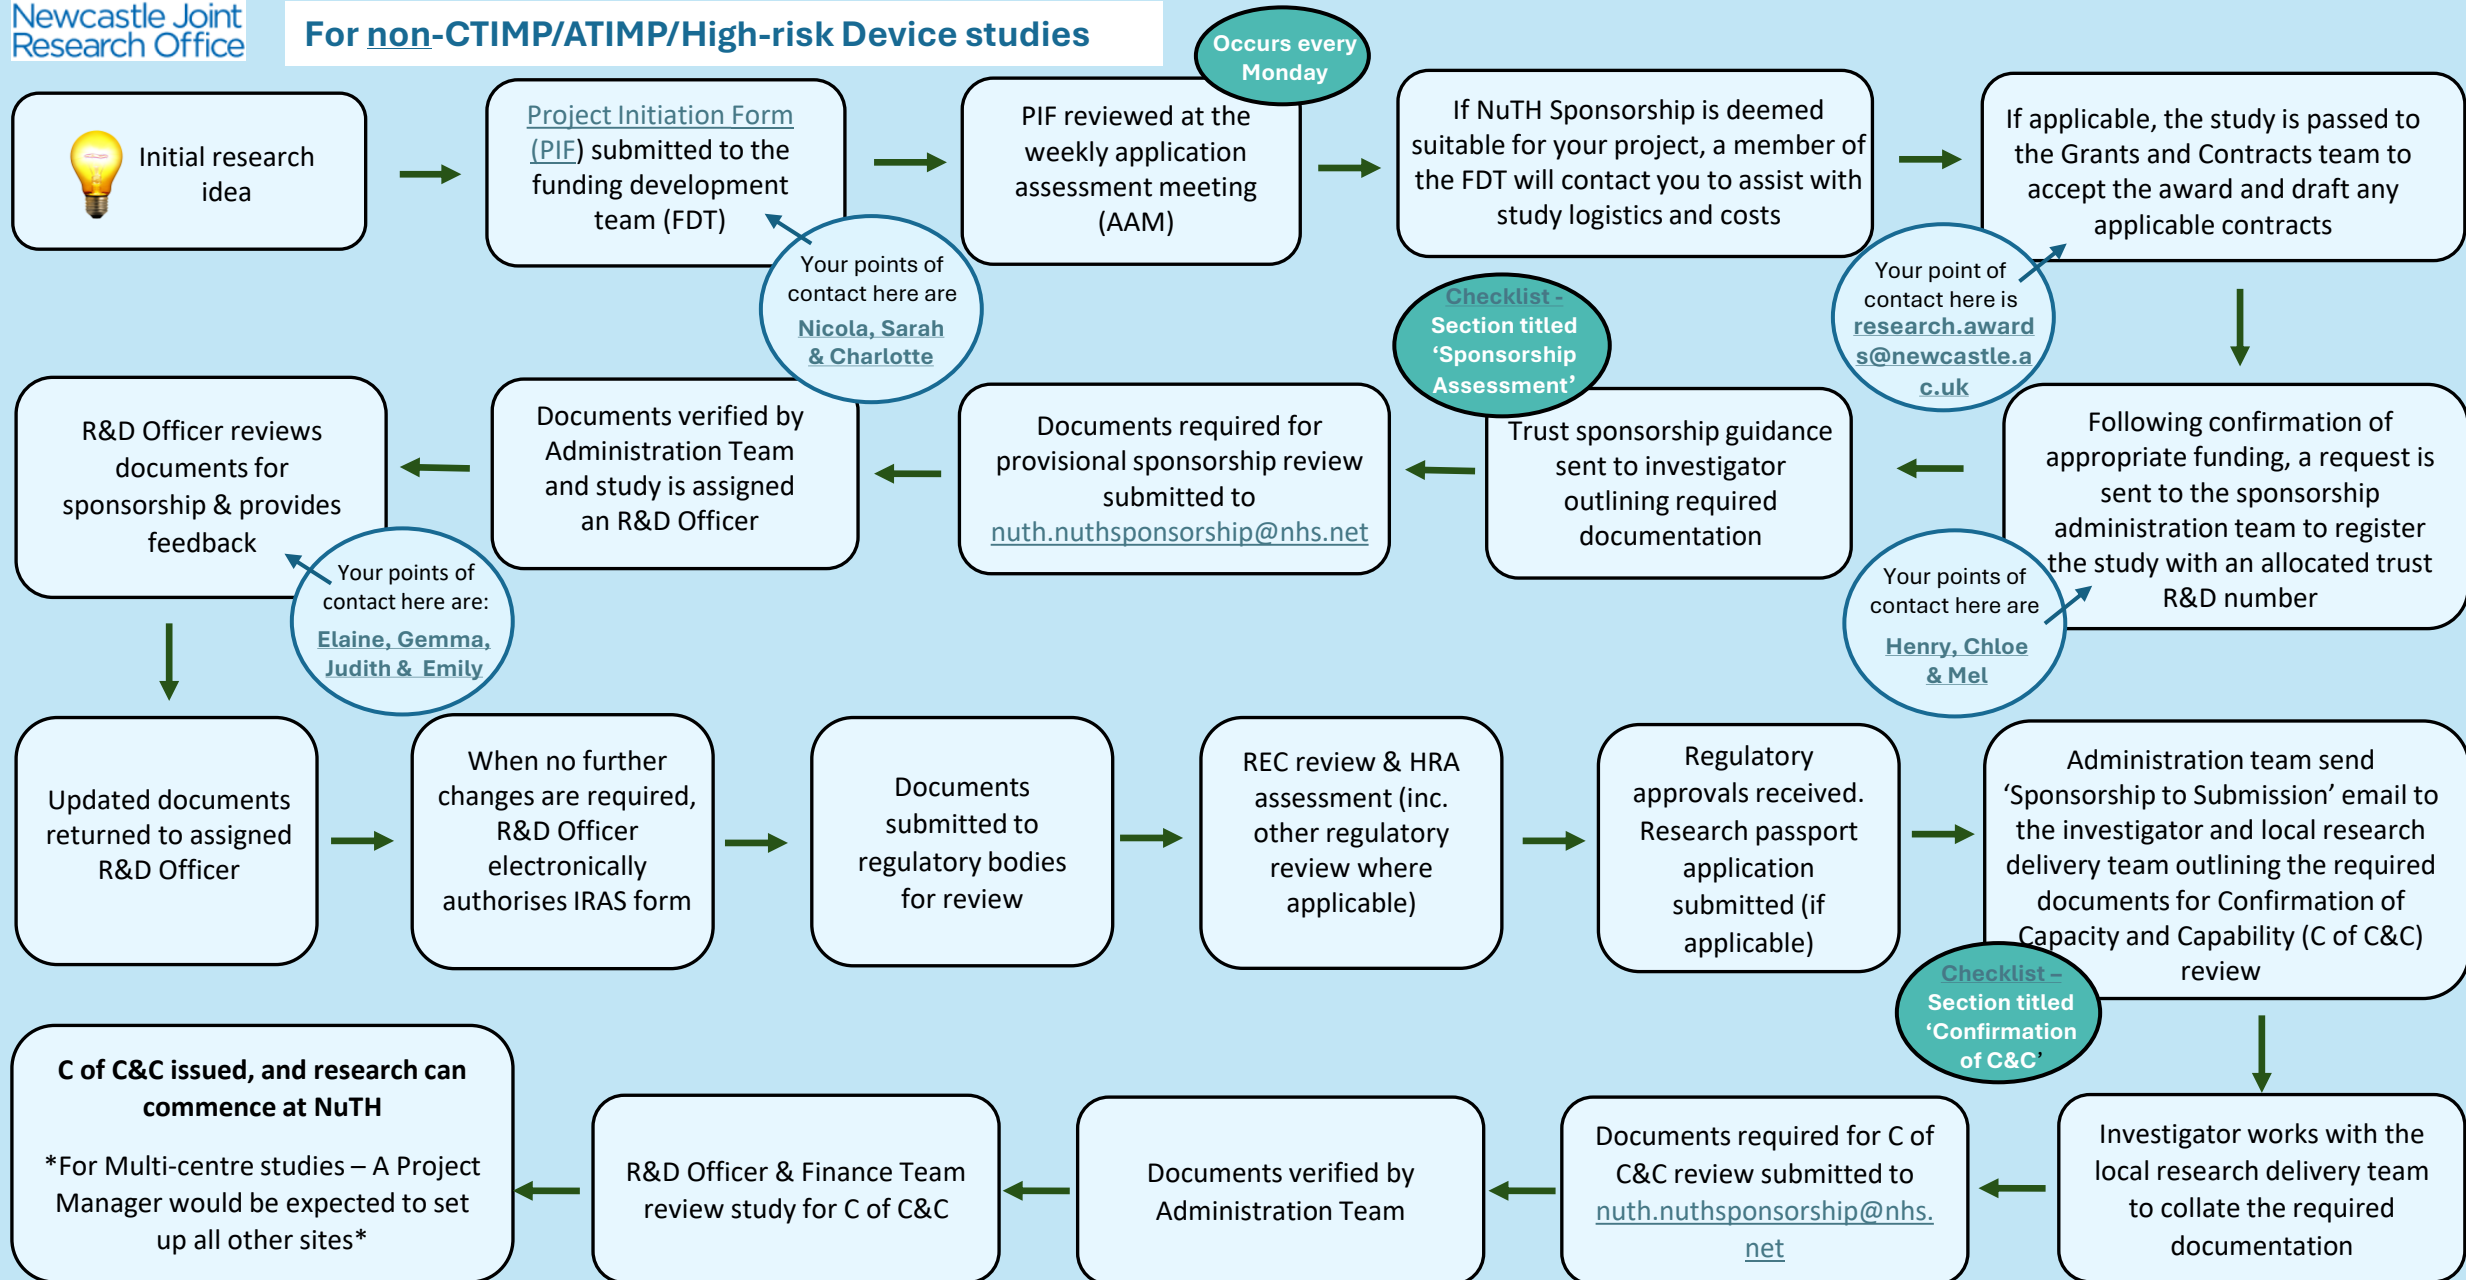 Newcastle Joint
Research Office
For non-CTIMP/ATIMP/High-risk Device studies
Occurs every
Monday
Initial research
idea
Project Initiation Form
(PIF) submitted to the
funding development
team (FDT)
Your points of
contact here are
Nicola, Sarah
& Charlotte
PIF reviewed at the
weekly application
assessment meeting
(AAM)
If NuTH Sponsorship is deemed
suitable for your project, a member of
the FDT will contact you to assist with
study logistics and costs
If applicable, the study is passed to
the Grants and Contracts team to
accept the award and draft any
applicable contracts
Your point of
contact here is
research.award
s@newcastle.a
c.uk
Following confirmation of
appropriate funding, a request is
sent to the sponsorship
administration team to register
the study with an allocated trust
R&D number
Your points of
contact here are
Henry, Chloe
& Mel
Checklist -
Section titled
‘Sponsorship
Assessment’
Trust sponsorship guidance
sent to investigator
outlining required
documentation
Documents required for
provisional sponsorship review
submitted to
nuth.nuthsponsorship@nhs.net
Documents verified by
Administration Team
and study is assigned
an R&D Officer
R&D Officer reviews
documents for
sponsorship & provides
feedback
Your points of
contact here are:
Elaine, Gemma,
Judith & Emily
Updated documents
returned to assigned
R&D Officer
When no further
changes are required,
R&D Officer
electronically
authorises IRAS form
Documents
submitted to
regulatory bodies
for review
REC review & HRA
assessment (inc.
other regulatory
review where
applicable)
Regulatory
approvals received.
Research passport
application
submitted (if
applicable)
Administration team send
‘Sponsorship to Submission’ email to
the investigator and local research
delivery team outlining the required
documents for Confirmation of
Capacity and Capability (C of C&C)
review
Checklist –
Section titled
‘Confirmation
of C&C’
Investigator works with the
local research delivery team
to collate the required
documentation
Documents required for C of
C&C review submitted to
nuth.nuthsponsorship@nhs.
net
Documents verified by
Administration Team
R&D Officer & Finance Team
review study for C of C&C
C of C&C issued, and research can
commence at NuTH
*For Multi-centre studies – A Project
Manager would be expected to set
up all other sites*